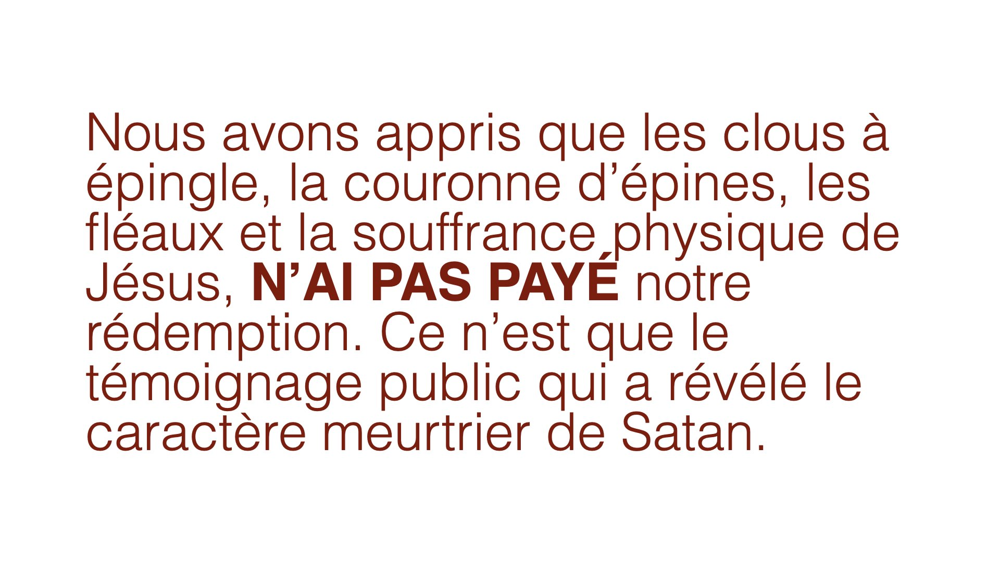 Nous avons appris que les clous à
épingle, la couronne d’épines, les
fléaux et la souffrance physique de
Jésus, N’AI PAS PAYÉ notre
rédemption. Ce n’est que le
témoignage public qui a révélé le
caractère meurtrier de Satan.